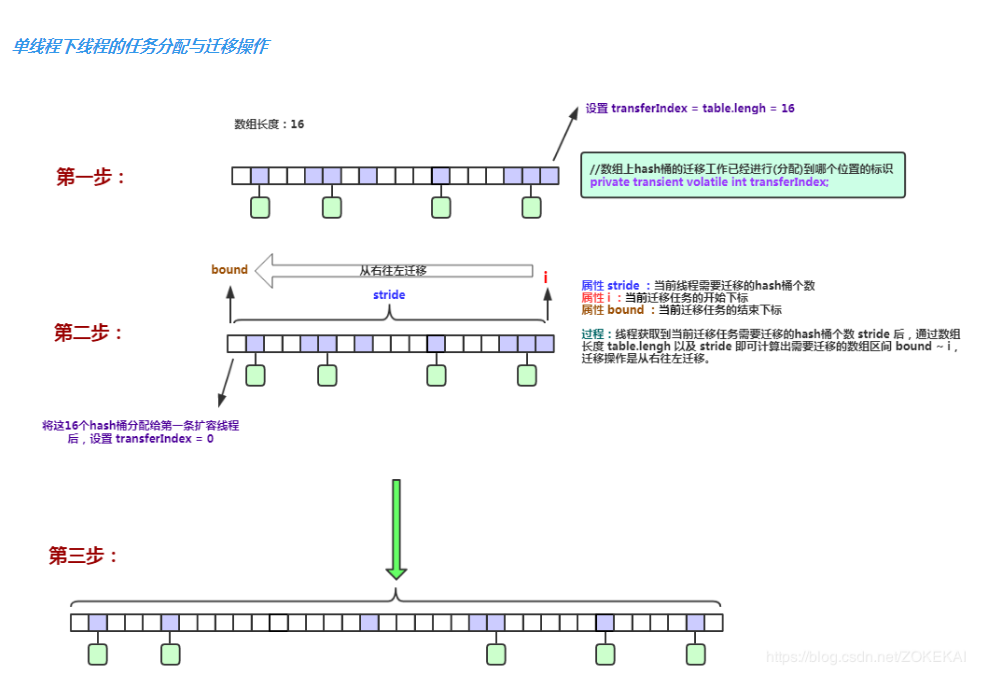 单线程下线程的任务分配与迁移操作
设置 transferIndex = table.lengh = 16
数组长度：16
第一步：
//数组上hash桶的迁移工作已经进行(分配)到哪个位置的标识
private transient volatile int transferIndex;
bound
从右往左迁移
i
stride
属性 stride ：当前线程需要迁移的hash桶个数
属性 i ：当前迁移任务的开始下标
属性 bound ：当前迁移任务的结束下标
第二步：
过程：线程获取到当前迁移任务需要迁移的hash桶个数 stride 后，通过数组
长度 table.lengh 以及 stride 即可计算出需要迁移的数组区间 bound ~ i，
迁移操作是从右往左迁移。
将这16个hash桶分配给第一条扩容线程
后，设置 transferIndex = 0
第三步：
https://blog.csdn.net/ZOKEKAI